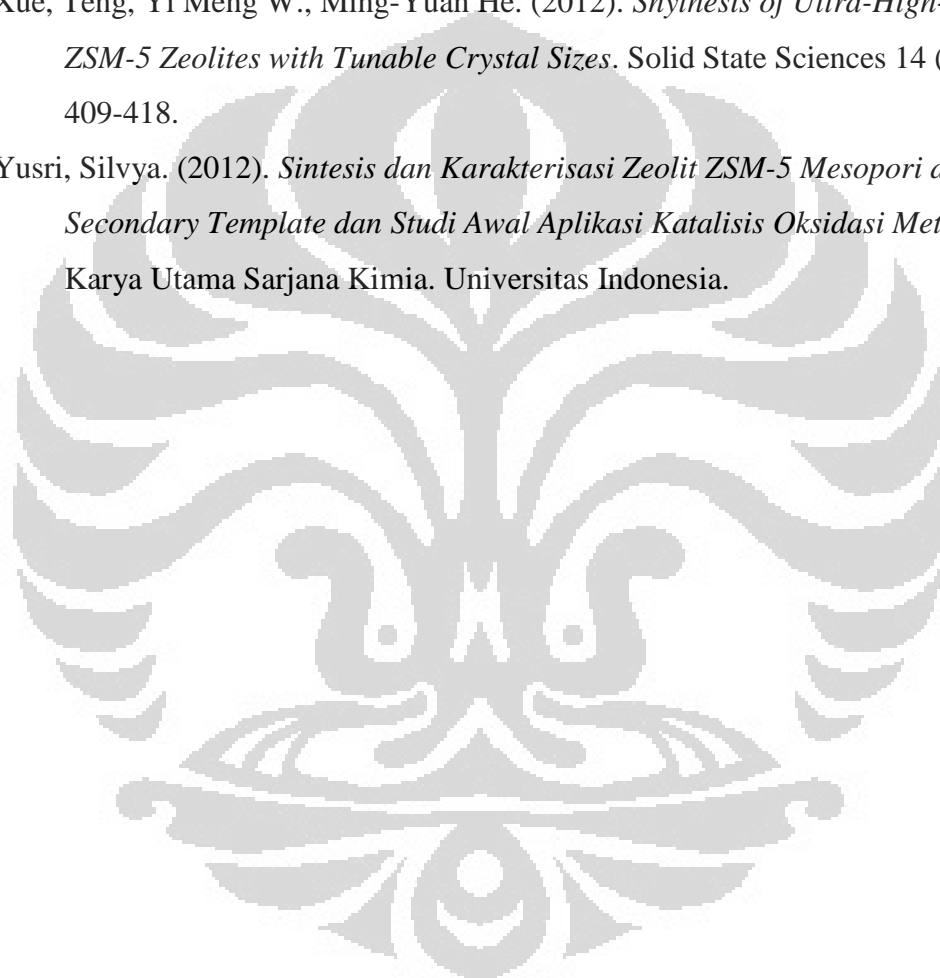 Xue, Teng, Yi Meng W., Ming-Yuan He. (2012). Snythesis of Ultra-High-
ZSM-5 Zeolites with Tunable Crystal Sizes. Solid State Sciences 14 (
409-418.
Yusri, Silvya. (2012). Sintesis dan Karakterisasi Zeolit ZSM-5 Mesopori
Secondary Template dan Studi Awal Aplikasi Katalisis Oksidasi
Karya Utama Sarjana Kimia. Universitas Indonesia.